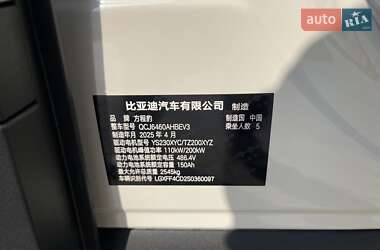 auto RIA
比亚迪汽车有限公司 制造
品 牌 方程豹 制造国 中国
整车型号 QCJ6460AHBEV3 乘坐人数 5
制造年月 2025 年 4 月
驱动电机型号 YS230XYC/TZ200XYZ
驱动电机峰值功率 110kW/200kW
动力电池系统额定电压 486.4V
动力电池系统额定容量 150Ah
最大允许总质量 2545kg
车辆识别代号 LGXFF4CD2S0360097